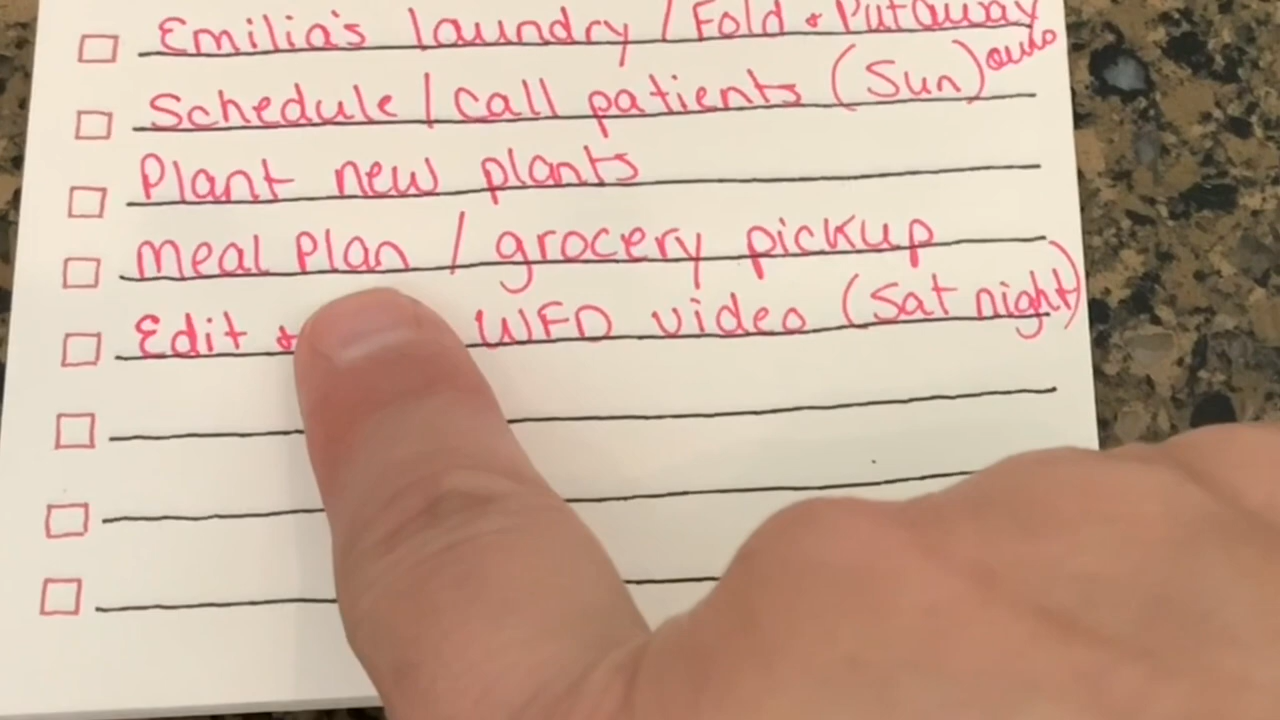 Emilia's laundry / Fold & Put away
Schedule / Call patients (Sun) auto
Plant new plants
Meal Plan / grocery pickup
Edit & WFD video (Sat night)